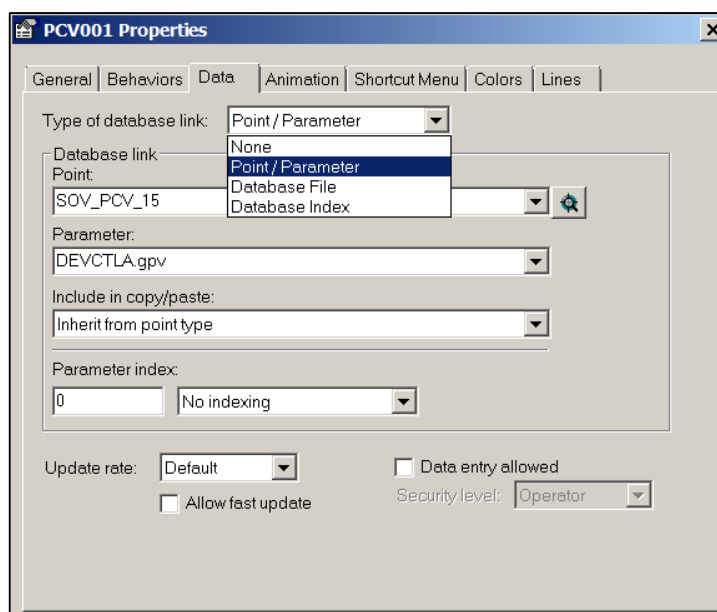 PCV001 Properties
General Behaviors Data Animation Shortcut Menu Colors Lines
Type of database link: Point / Parameter
None
Point / Parameter
Database File
Database Index
Database link
Point:
SOV_PCV_15
Parameter:
DEVCTLA.gpv
Include in copy/paste:
Inherit from point type
Parameter index:
0 No indexing
Update rate: Default Data entry allowed
Allow fast update Security level: Operator